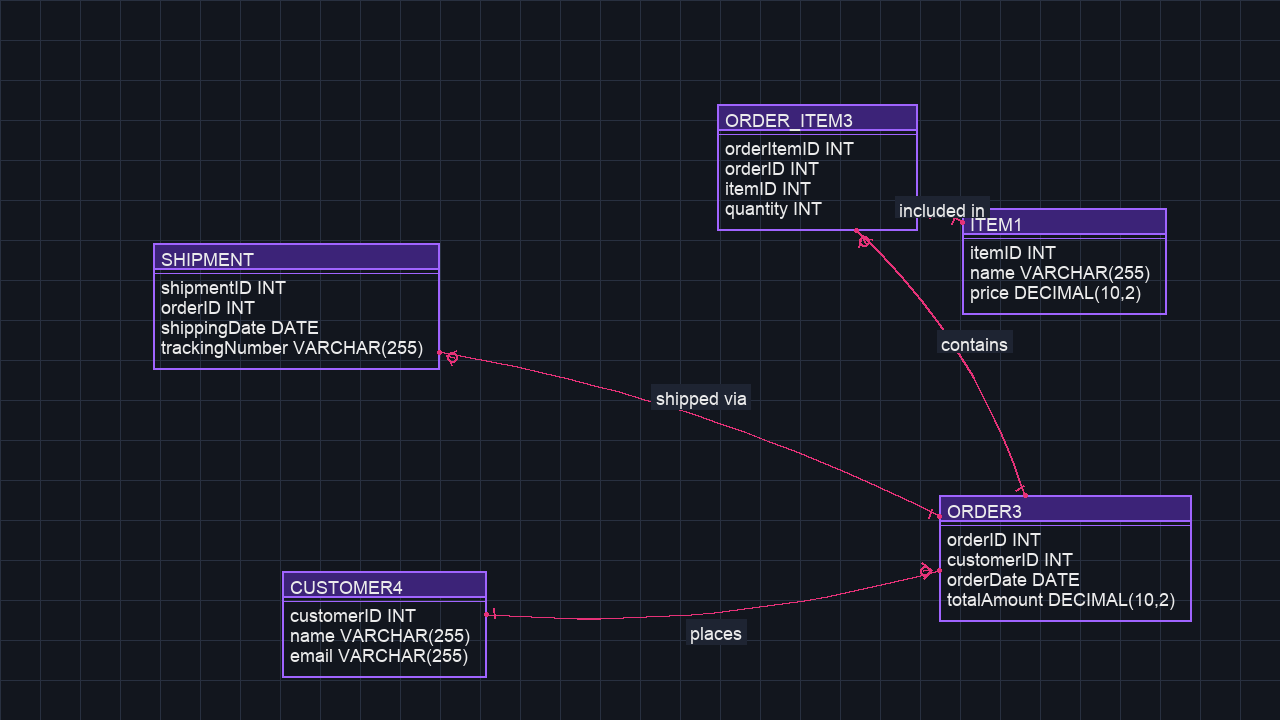 ORDER_ITEM3
orderItemID INT
orderID INT
itemID INT
quantity INT
included in
ITEM1
itemID INT
name VARCHAR(255)
price DECIMAL(10,2)
SHIPMENT
shipmentID INT
orderID INT
shippingDate DATE
trackingNumber VARCHAR(255)
contains
shipped via
ORDER3
orderID INT
customerID INT
orderDate DATE
totalAmount DECIMAL(10,2)
CUSTOMER4
customerID INT
name VARCHAR(255)
email VARCHAR(255)
places